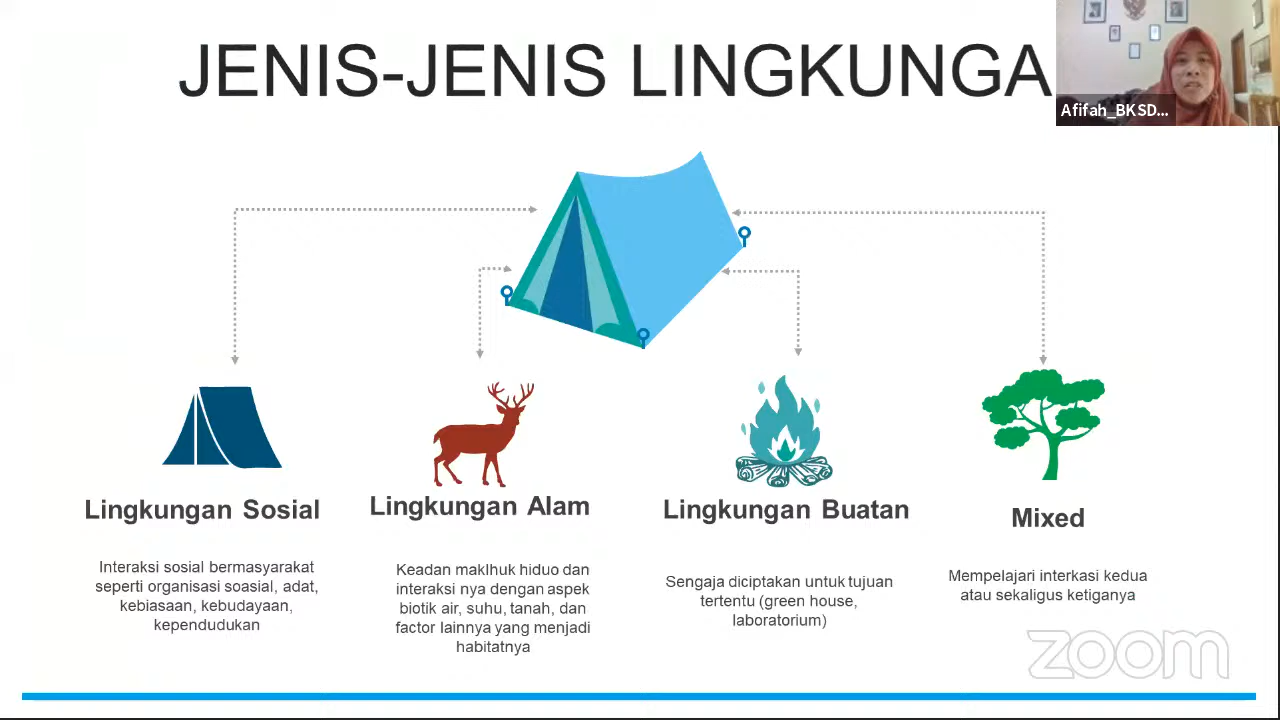 JENIS-JENIS LINGKUNGA
Afifah_BKSD...
Lingkungan Sosial
Interaksi sosial bermasyarakat
seperti organisasi soasial, adat,
kebiasaan, kebudayaan,
kependudukan
Lingkungan Alam
Keadan maklhuk hiduo dan
interaksi nya dengan aspek
biotik air, suhu, tanah, dan
factor lainnya yang menjadi
habitatnya
Lingkungan Buatan
Sengaja diciptakan untuk tujuan
tertentu (green house,
laboratorium)
Mixed
Mempelajari interkasi kedua
atau sekaligus ketiganya
zoom